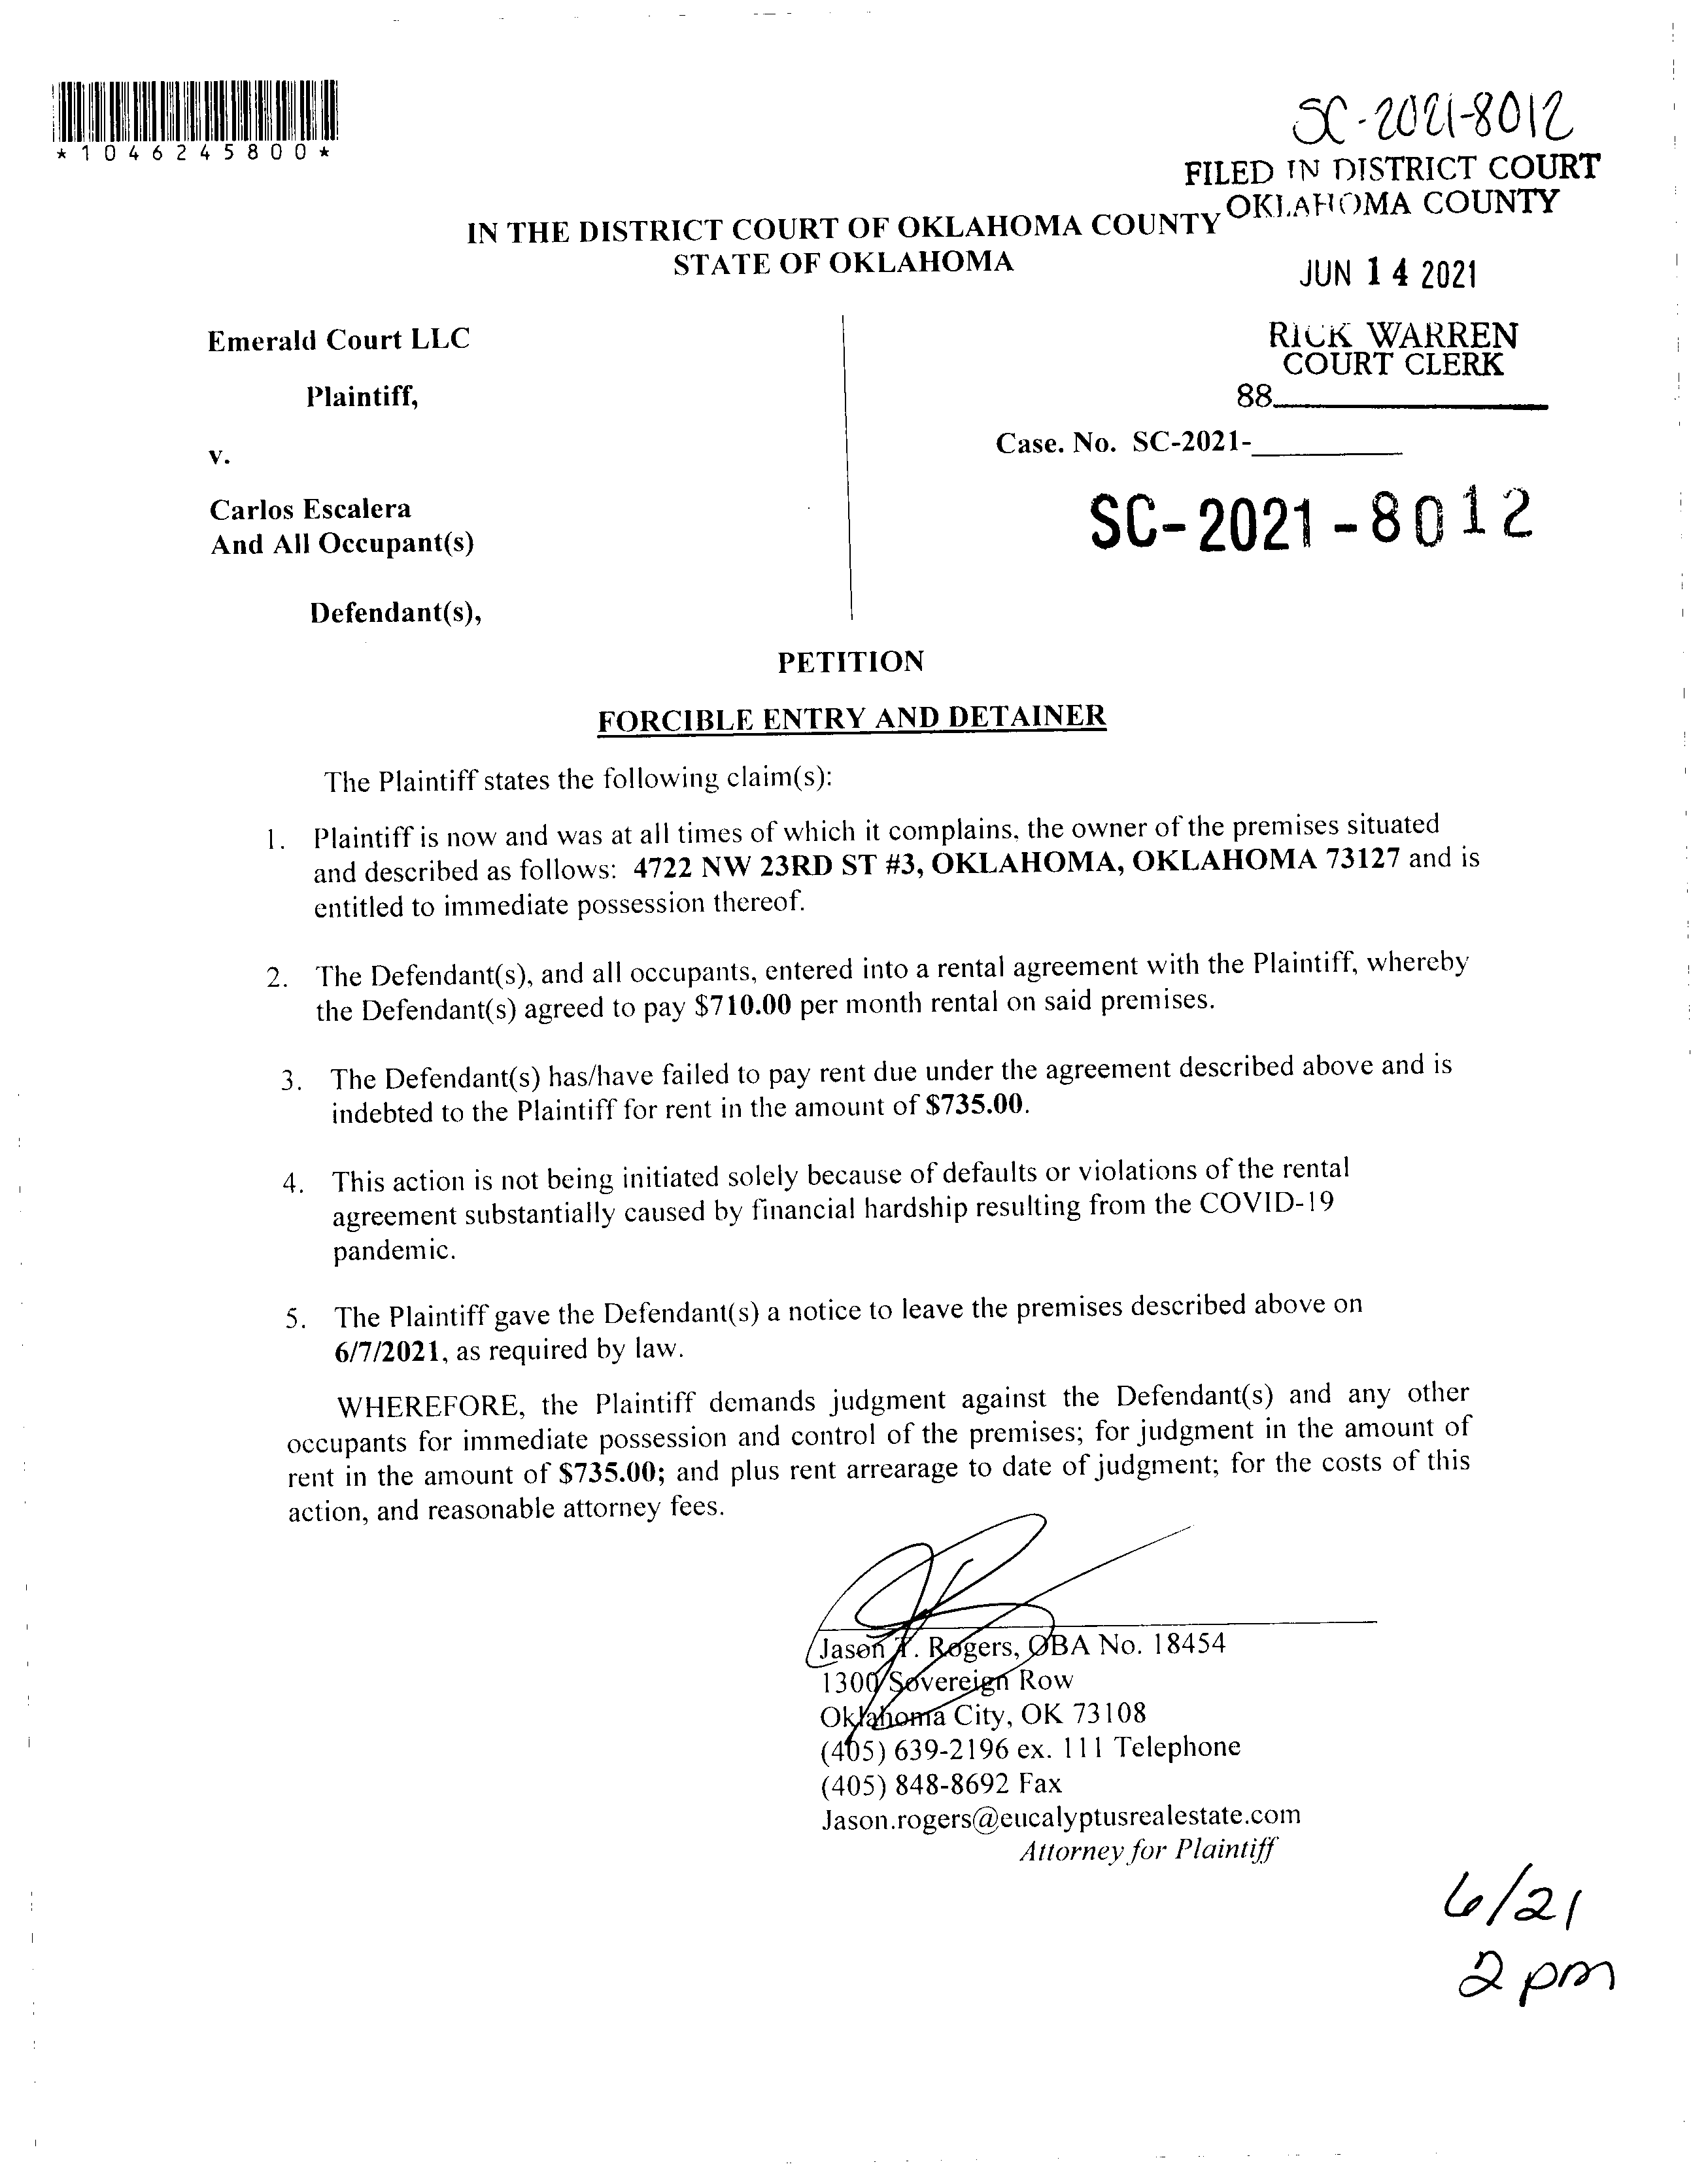 *1046245800*
SC-2021-8012
FILED IN DISTRICT COURT
OKLAHOMA COUNTY
IN THE DISTRICT COURT OF OKLAHOMA COUNTY
STATE OF OKLAHOMA
JUN 14 2021
RICK WARREN
COURT CLERK
88
Emerald Court LLC
Plaintiff,
v.
Carlos Escalera
And All Occupant(s)
Defendant(s),
Case. No. SC-2021-
SC-2021-8012
PETITION
FORCIBLE ENTRY AND DETAINER
The Plaintiff states the following claim(s):
1. Plaintiff is now and was at all times of which it complains, the owner of the premises situated
and described as follows: 4722 NW 23RD ST #3, OKLAHOMA, OKLAHOMA 73127 and is
entitled to immediate possession thereof.
2. The Defendant(s), and all occupants, entered into a rental agreement with the Plaintiff, whereby
the Defendant(s) agreed to pay $710.00 per month rental on said premises.
3. The Defendant(s) has/have failed to pay rent due under the agreement described above and is
indebted to the Plaintiff for rent in the amount of $735.00.
4. This action is not being initiated solely because of defaults or violations of the rental
agreement substantially caused by financial hardship resulting from the COVID-19
pandemic.
5. The Plaintiff gave the Defendant(s) a notice to leave the premises described above on
6/7/2021, as required by law.
WHEREFORE, the Plaintiff demands judgment against the Defendant(s) and any other
occupants for immediate possession and control of the premises; for judgment in the amount of
rent in the amount of $735.00; and plus rent arrearage to date of judgment; for the costs of this
action, and reasonable attorney fees.
Jason T. Rogers, OBA No. 18454
1300 Sovereign Row
Oklahoma City, OK 73108
(405) 639-2196 ex. 111 Telephone
(405) 848-8692 Fax
Jason.rogers@eucalyptusrealestate.com
Attorney for Plaintiff
6/21
2 pm